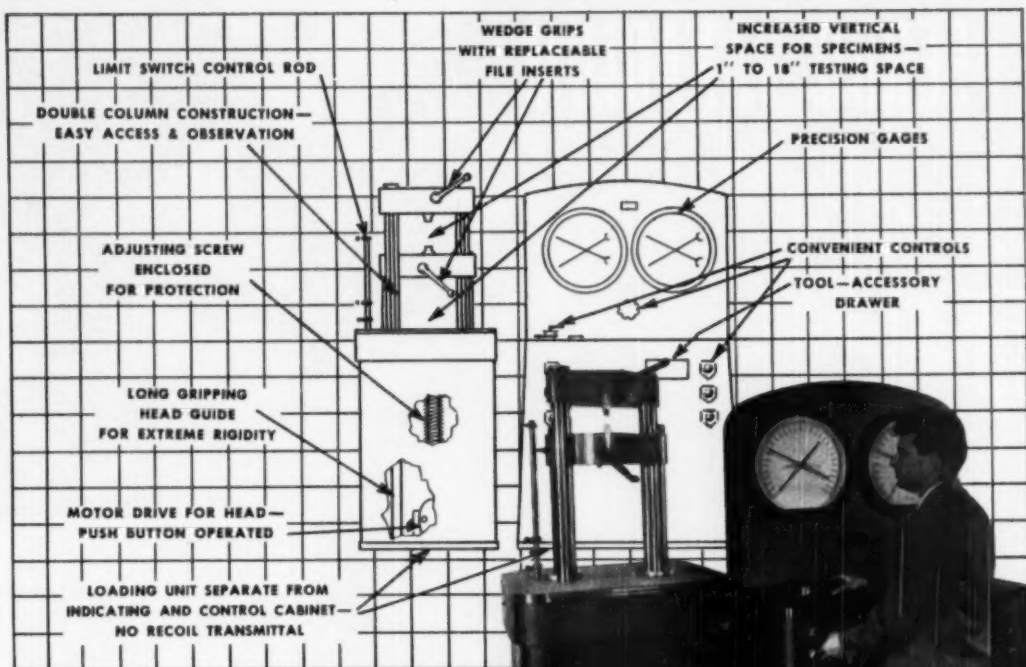 WEDGE GRIPS
WITH REPLACEABLE
FILE INSERTS
INCREASED VERTICAL
SPACE FOR SPECIMENS—
1" TO 18" TESTING SPACE
LIMIT SWITCH CONTROL ROD
DOUBLE COLUMN CONSTRUCTION—
EASY ACCESS & OBSERVATION
PRECISION GAGES
ADJUSTING SCREW
ENCLOSED
FOR PROTECTION
CONVENIENT CONTROLS
TOOL—ACCESSORY
DRAWER
LONG GRIPPING
HEAD GUIDE
FOR EXTREME RIGIDITY
MOTOR DRIVE FOR HEAD—
PUSH BUTTON OPERATED
LOADING UNIT SEPARATE FROM
INDICATING AND CONTROL CABINET—
NO RECOIL TRANSMITTAL